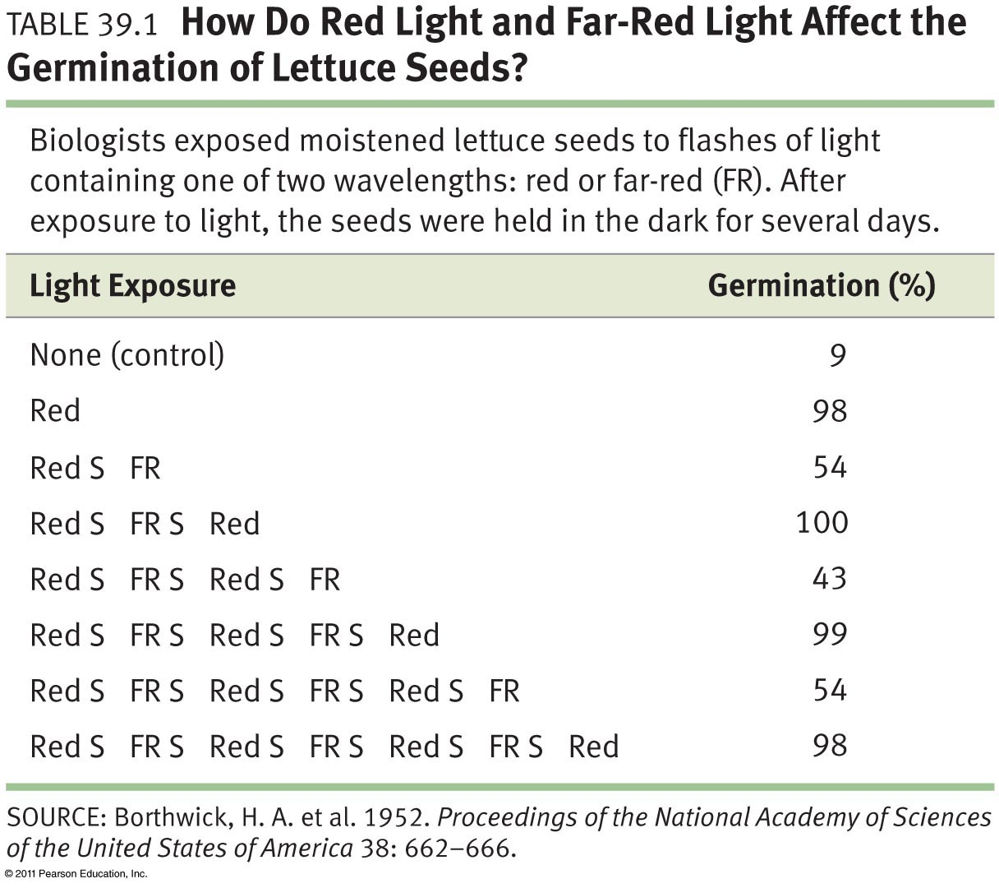 TABLE 39.1 How Do Red Light and Far-Red Light Affect the
Germination of Lettuce Seeds?
Biologists exposed moistened lettuce seeds to flashes of light
containing one of two wavelengths: red or far-red (FR). After
exposure to light, the seeds were held in the dark for several days.
Light Exposure Germination (%)
None (control) 9
Red 98
Red S FR 54
Red S FR S Red 100
Red S FR S Red S FR 43
Red S FR S Red S FR S Red 99
Red S FR S Red S FR S Red S FR 54
Red S FR S Red S FR S Red S FR S Red 98
SOURCE: Borthwick, H. A. et al. 1952. Proceedings of the National Academy of Sciences
of the United States of America 38: 662–666.
© 2011 Pearson Education, Inc.